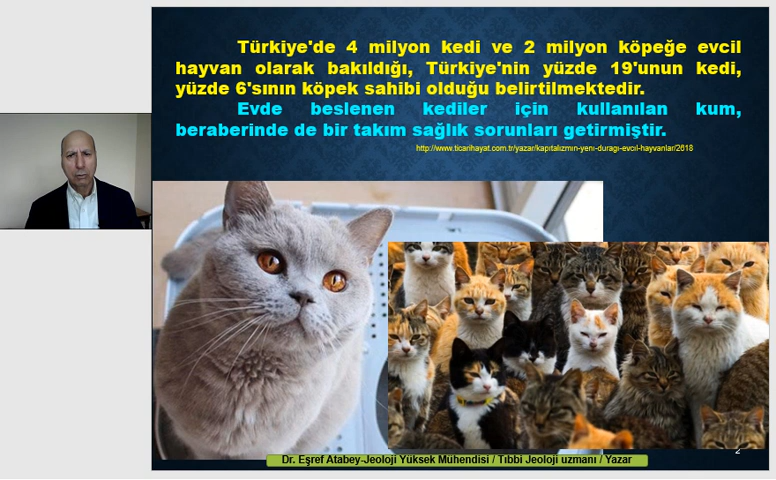 Türkiye'de 4 milyon kedi ve 2 milyon köpeğe evcil
hayvan olarak bakıldığı, Türkiye'nin yüzde 19'unun kedi,
yüzde 6'sının köpek sahibi olduğu belirtilmektedir.
Evde beslenen kediler için kullanılan kum,
beraberinde de bir takım sağlık sorunları getirmiştir.
http://www.ticarihayat.com.tr/yazar/kapitalizmin-yeni-duragi-evcil-hayvanlar/2618
2
Dr. Eşref Atabey-Jeoloji Yüksek Mühendisi / Tıbbi Jeoloji uzmanı / Yazar